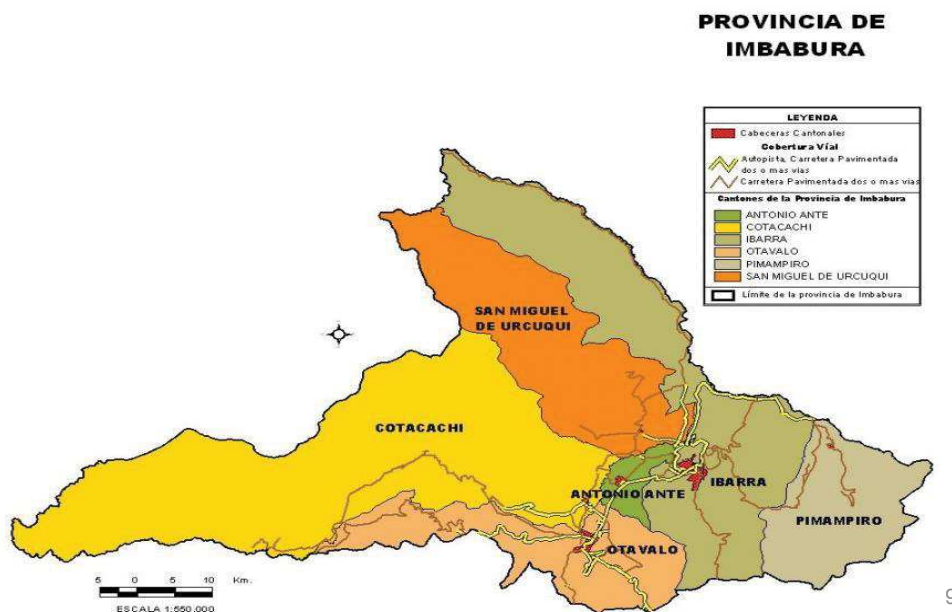 PROVINCIA DE
IMBABURA
LEYENDA
Cabeceras Cantonales
Cobertura Víal
Autopista, Carretera Pavimentada
dos o mas vias
Carretera Pavimentada dos o mas vias
Cantones de la Provincia de Imbabura
ANTONIO ANTE
COTACACHI
IBARRA
OTAVALO
PIMAMPIRO
SAN MIGUEL DE URCUQUI
Límite de la provincia de Imbabura
SAN MIGUEL
DE URCUQUI
COTACACHI
ANTONIO ANTE
IBARRA
PIMAMPIRO
OTAVALO
5 0 5 10 Km.
ESCALA 1:550.000
9